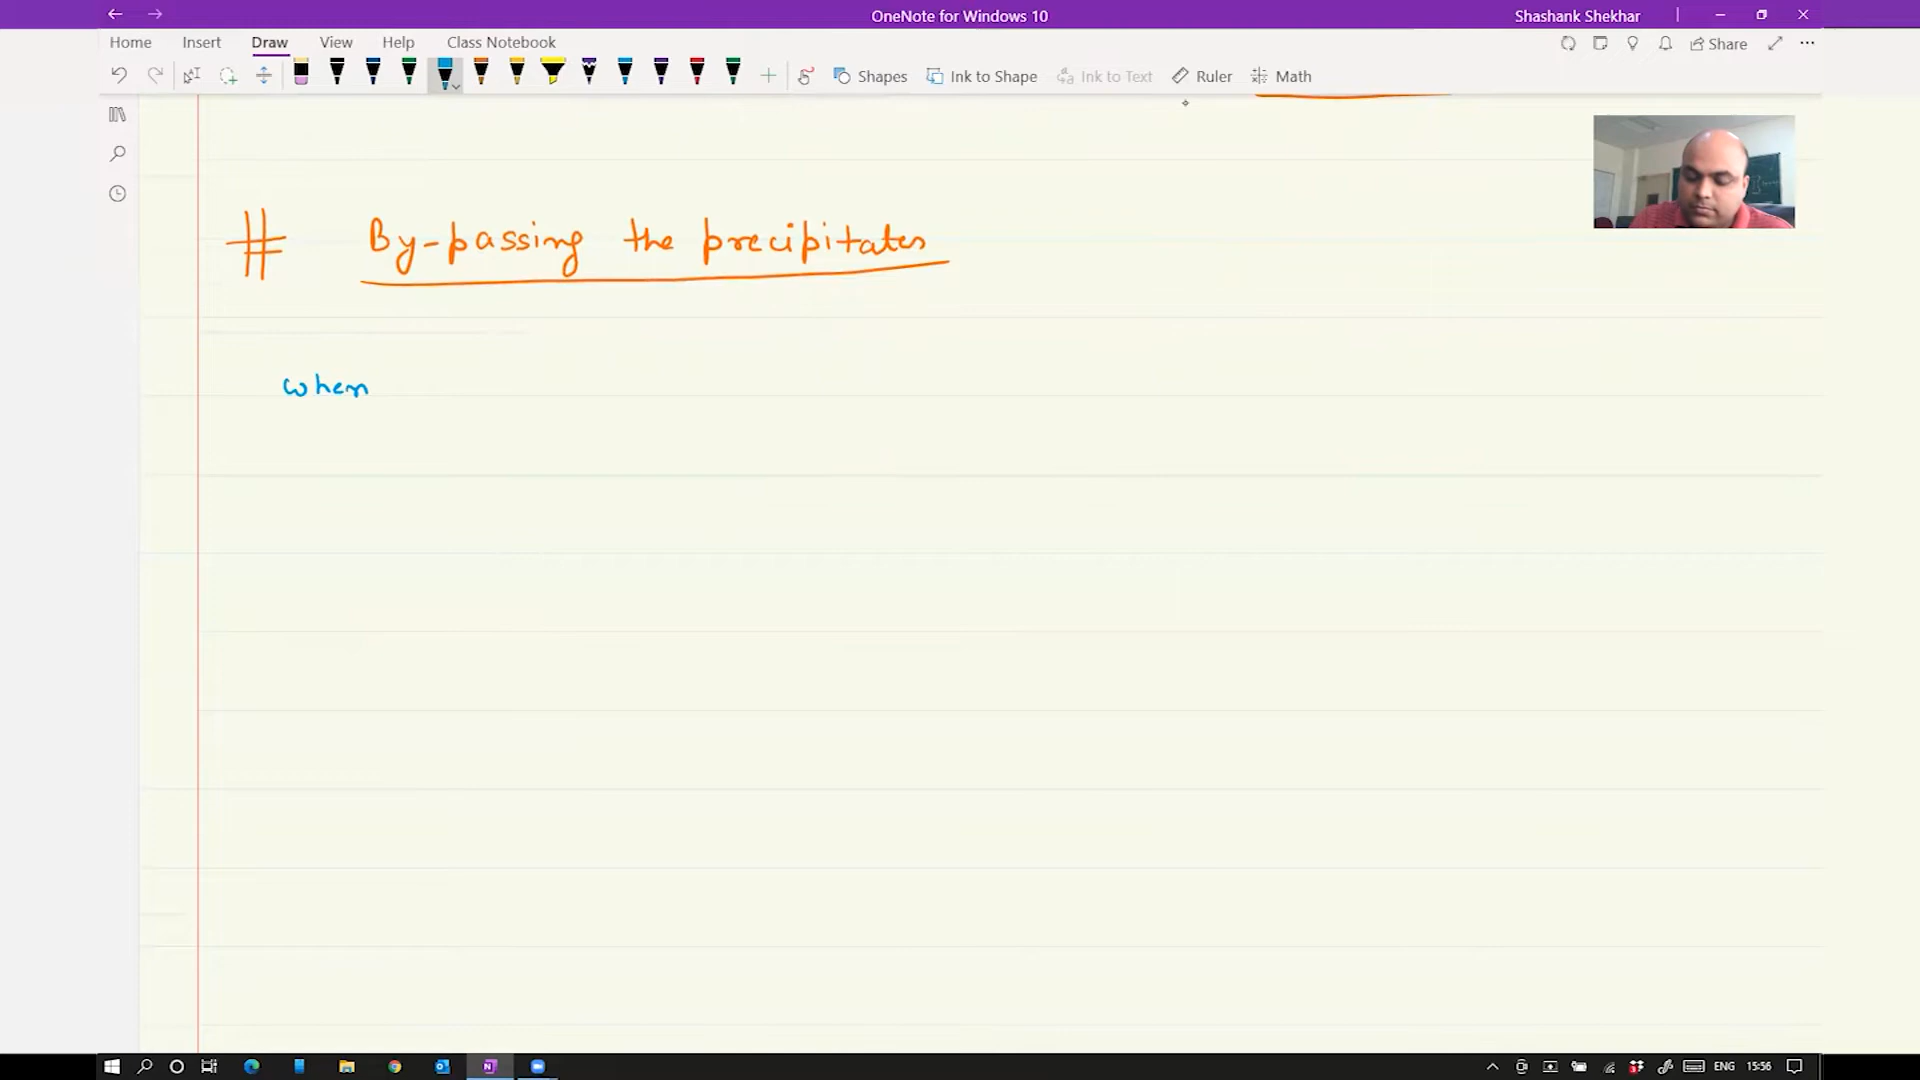 OneNote for Windows 10
Shashank Shekhar
Home Insert Draw View Help Class Notebook
Share
Shapes Ink to Shape Ink to Text Ruler Math
# By-passing the precipitates
when
ENG 15:56